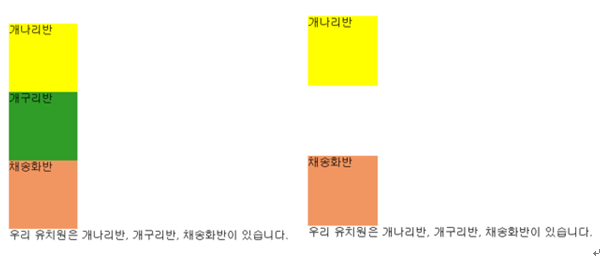 개나리반
개구리반
채송화반
우리 유치원은 개나리반, 개구리반, 채송화반이 있습니다.
개나리반
채송화반
우리 유치원은 개나리반, 개구리반, 채송화반이 있습니다.